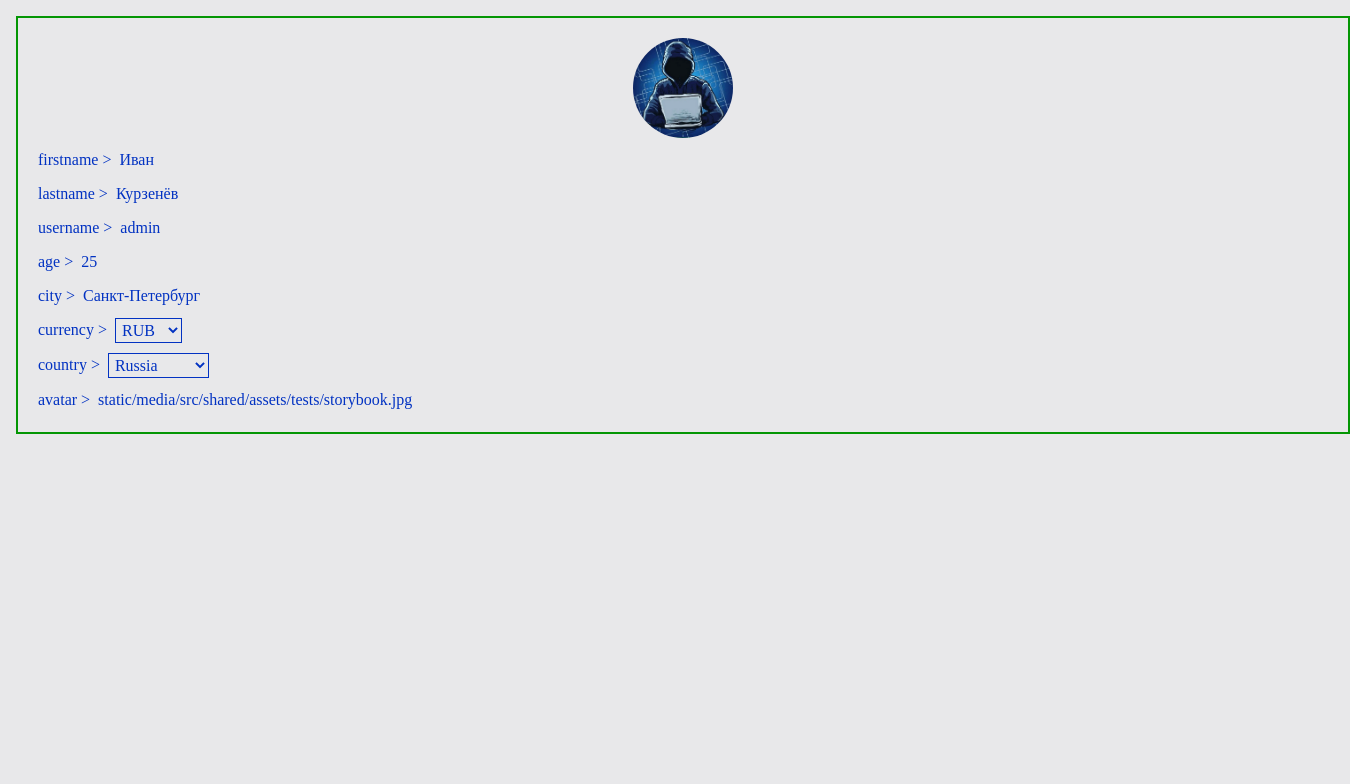 firstname > Иван
lastname > Курзенёв
username > admin
age > 25
city > Санкт-Петербург
currency > RUB
country > Russia
avatar > static/media/src/shared/assets/tests/storybook.jpg